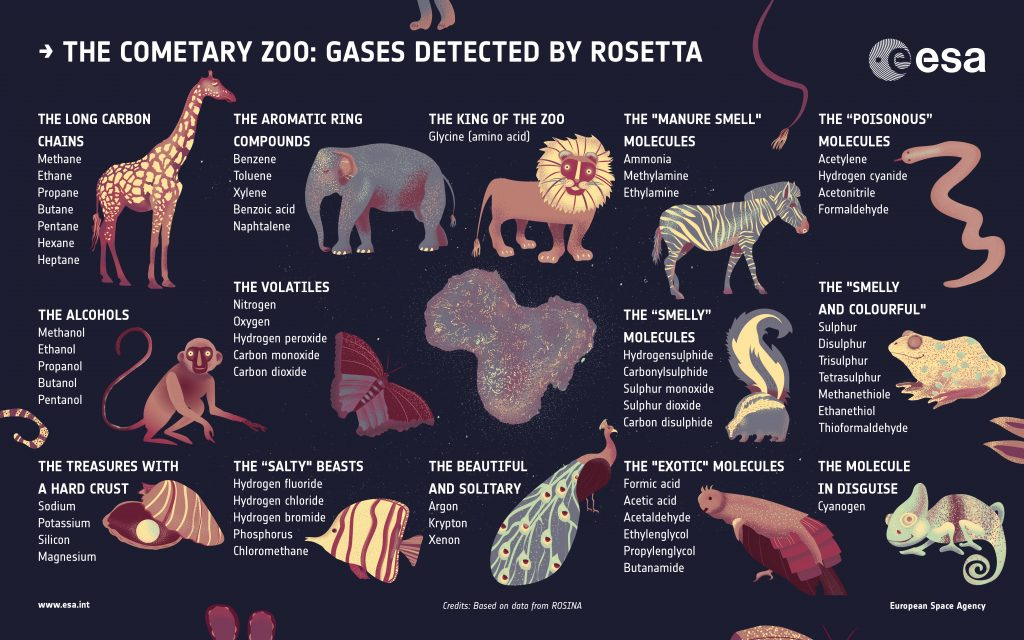 → THE COMETARY ZOO: GASES DETECTED BY ROSETTA
esa
THE LONG CARBON
CHAINS
Methane
Ethane
Propane
Butane
Pentane
Hexane
Heptane
THE AROMATIC RING
COMPOUNDS
Benzene
Toluene
Xylene
Benzoic acid
Naphtalene
THE KING OF THE ZOO
Glycine (amino acid)
THE "MANURE SMELL"
MOLECULES
Ammonia
Methylamine
Ethylamine
THE “POISONOUS”
MOLECULES
Acetylene
Hydrogen cyanide
Acetonitrile
Formaldehyde
THE ALCOHOLS
Methanol
Ethanol
Propanol
Butanol
Pentanol
THE VOLATILES
Nitrogen
Oxygen
Hydrogen peroxide
Carbon monoxide
Carbon dioxide
THE “SMELLY”
MOLECULES
Hydrogensulphide
Carbonylsulphide
Sulphur monoxide
Sulphur dioxide
Carbon disulphide
THE "SMELLY
AND COLOURFUL"
Sulphur
Disulphur
Trisulphur
Tetrasulphur
Methanethiole
Ethanethiol
Thioformaldehyde
THE TREASURES WITH
A HARD CRUST
Sodium
Potassium
Silicon
Magnesium
THE “SALTY" BEASTS
Hydrogen fluoride
Hydrogen chloride
Hydrogen bromide
Phosphorus
Chloromethane
THE BEAUTIFUL
AND SOLITARY
Argon
Krypton
Xenon
THE "EXOTIC" MOLECULES
Formic acid
Acetic acid
Acetaldehyde
Ethylenglycol
Propylenglycol
Butanamide
THE MOLECULE
IN DISGUISE
Cyanogen
www.esa.int
Credits: Based on data from ROSINA
European Space Agency